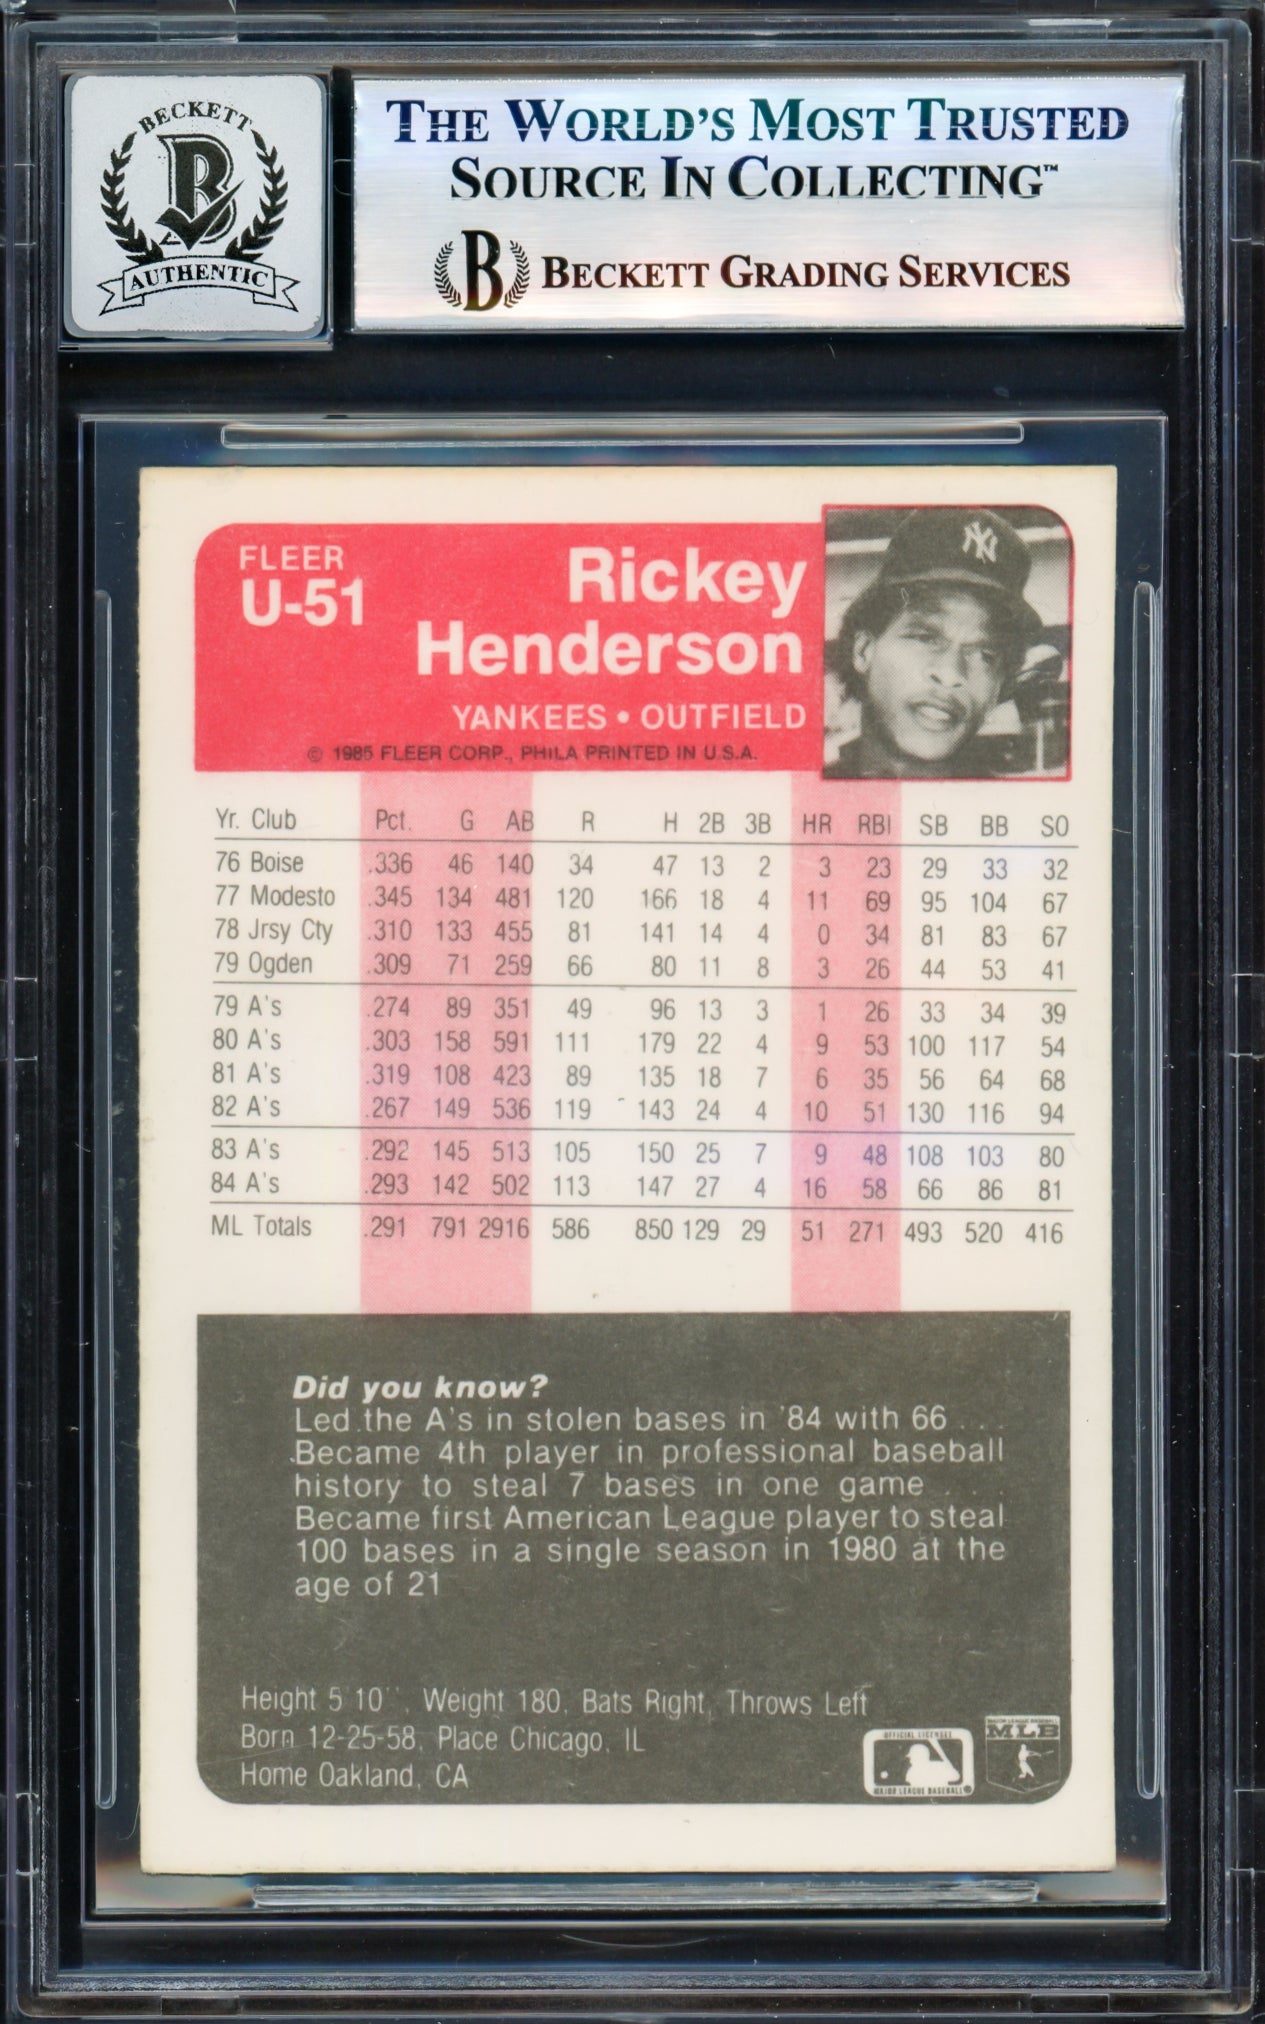 BECKETT
B
AUTHENTIC
THE WORLD'S MOST TRUSTED
SOURCE IN COLLECTING™
B BECKETT GRADING SERVICES
FLEER
U-51
Rickey
Henderson
YANKEES • OUTFIELD
© 1985 FLEER CORP., PHILA PRINTED IN U.S.A.
NY
Yr. Club Pct. G AB R H 2B 3B HR RBI SB BB SO
76 Boise .336 46 140 34 47 13 2 3 23 29 33 32
77 Modesto .345 134 481 120 166 18 4 11 69 95 104 67
78 Jrsy Cty .310 133 455 81 141 14 4 0 34 81 83 67
79 Ogden .309 71 259 66 80 11 8 3 26 44 53 41
79 A's .274 89 351 49 96 13 3 1 26 33 34 39
80 A's .303 158 591 111 179 22 4 9 53 100 117 54
81 A's .319 108 423 89 135 18 7 6 35 56 64 68
82 A's .267 149 536 119 143 24 4 10 51 130 116 94
83 A's .292 145 513 105 150 25 7 9 48 108 103 80
84 A's .293 142 502 113 147 27 4 16 58 66 86 81
ML Totals .291 791 2916 586 850 129 29 51 271 493 520 416
Did you know?
Led the A's in stolen bases in '84 with 66 . . .
Became 4th player in professional baseball
history to steal 7 bases in one game . . .
Became first American League player to steal
100 bases in a single season in 1980 at the
age of 21
Height 5'10'', Weight 180, Bats Right, Throws Left
Born 12-25-58, Place Chicago, IL
Home Oakland, CA
OFFICIAL LICENSEE
MAJOR LEAGUE BASEBALL®
MAJOR LEAGUE BASEBALL
MLB